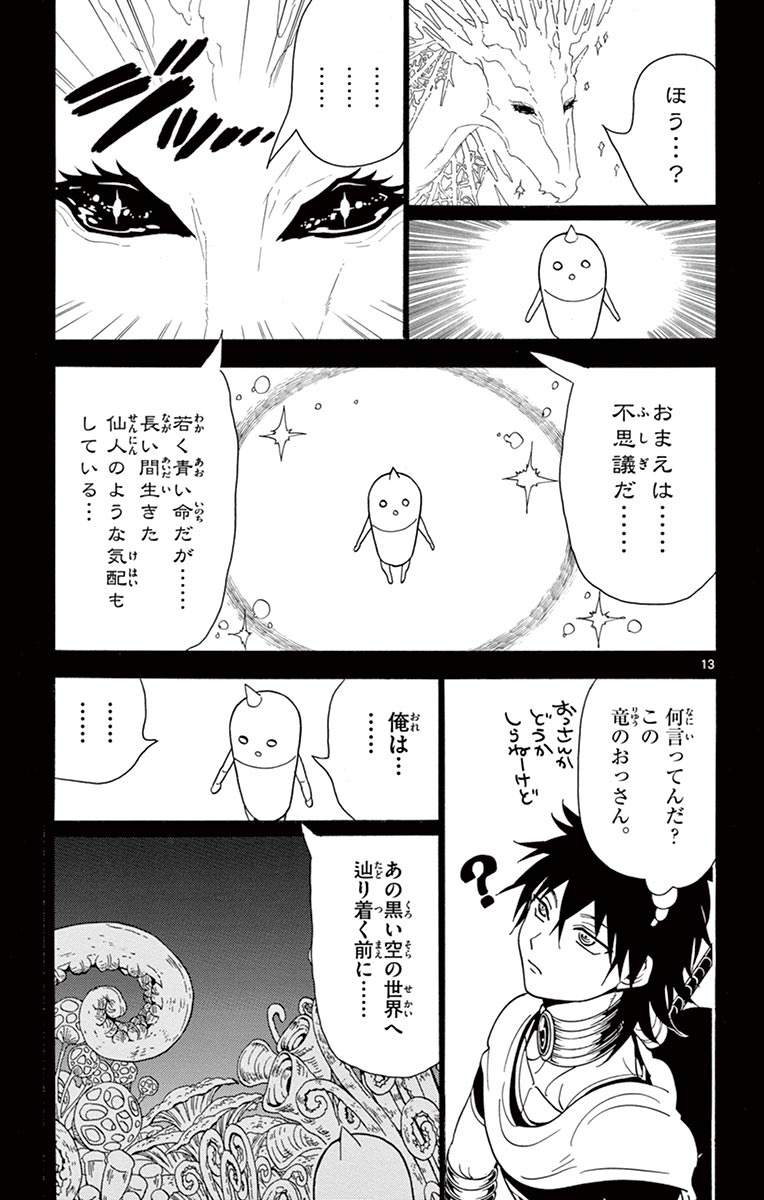 ほう…？
………
………
………
グ゛ッ…
おまえは……
不思議だ……
若く青い命だが……
長い間生きた
仙人のような気配も
している…
13
何言ってんだ？
この
竜のおっさん。
おっさんか
どうか
しらねーけど
？
俺は…
……
……
……
あの黒い空の世界へ
辿り着く前に……